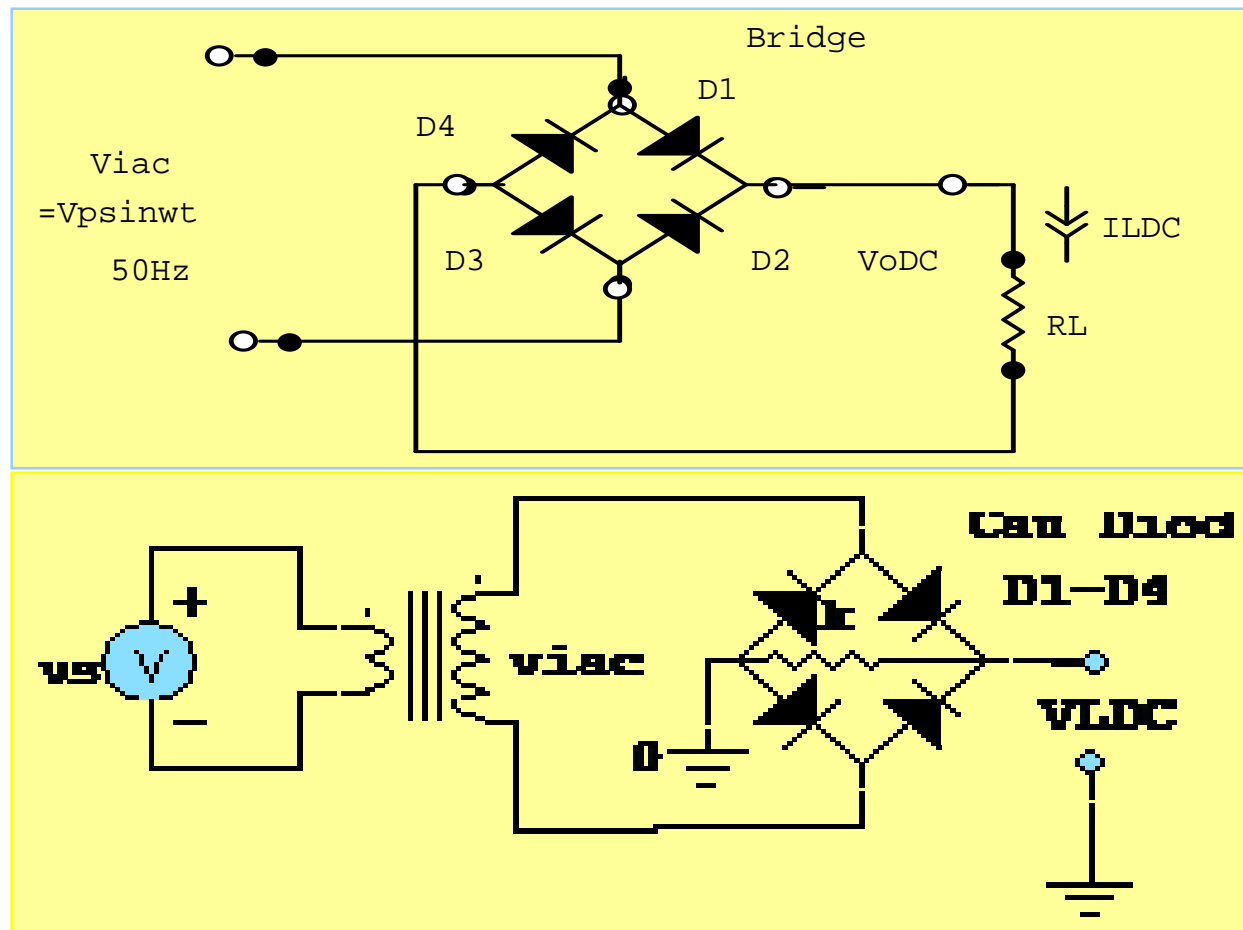 Bridge
D1
D4
Viac
=Vpsinwt
50Hz
D3
D2
VoDC
ILDC
RL
Cau Diod
D1-D4
+
vs
V
viac
k
0
VLDC